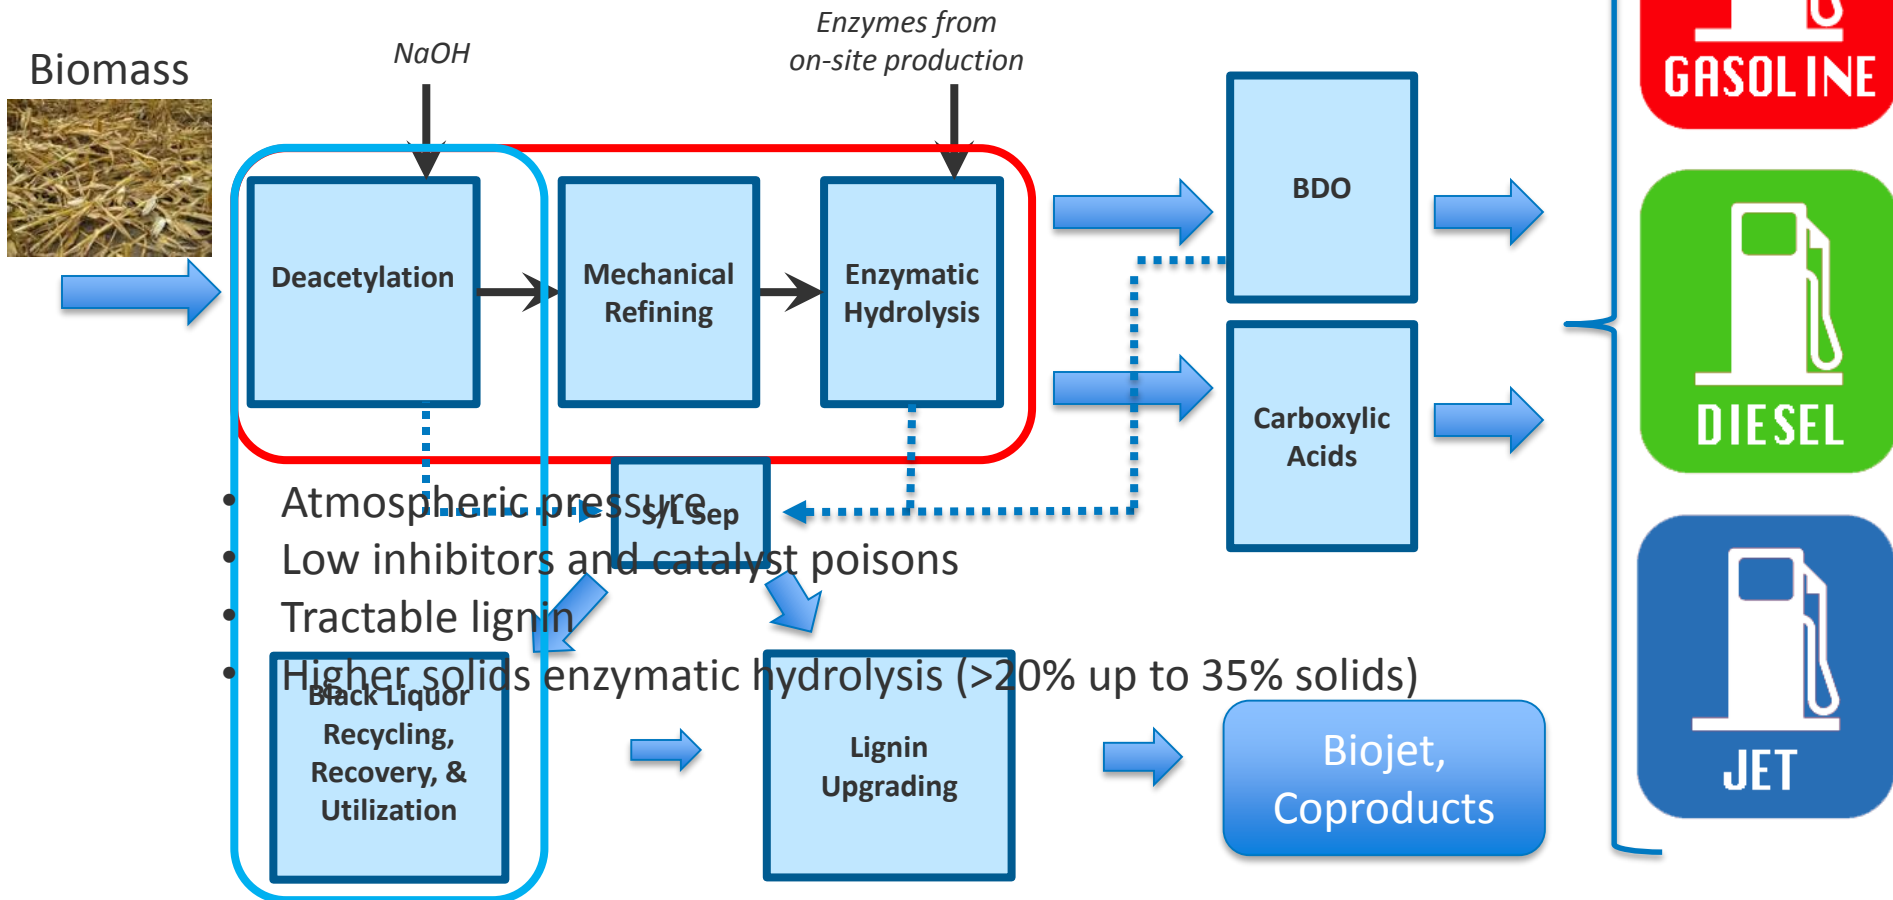 Biomass
NaOH
Enzymes from
on-site production
Deacetylation
Mechanical
Refining
Enzymatic
Hydrolysis
BDO
Carboxylic
Acids
GASOLINE
DIESEL
JET
S/L Sep
• Atmospheric pressure
• Low inhibitors and catalyst poisons
• Tractable lignin
• Higher solids enzymatic hydrolysis (>20% up to 35% solids)
Black Liquor
Recycling,
Recovery, &
Utilization
Lignin
Upgrading
Biojet,
Coproducts